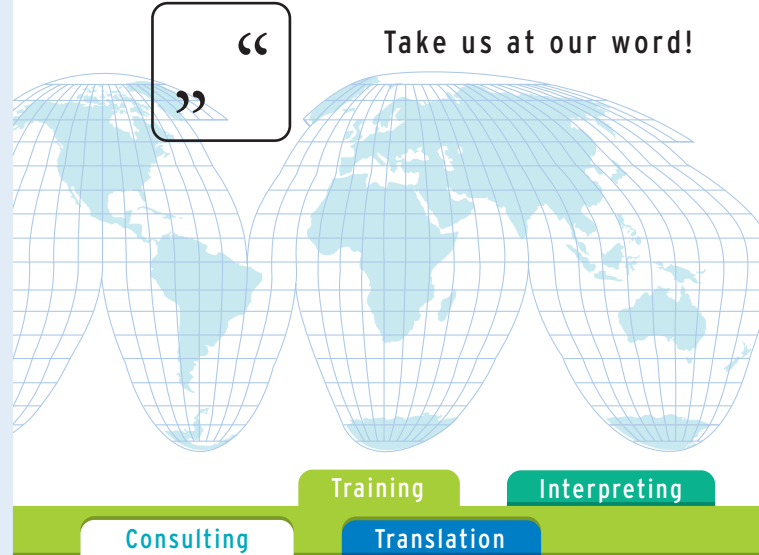 “
Take us at our word!
”
Training
Interpreting
Consulting
Translation